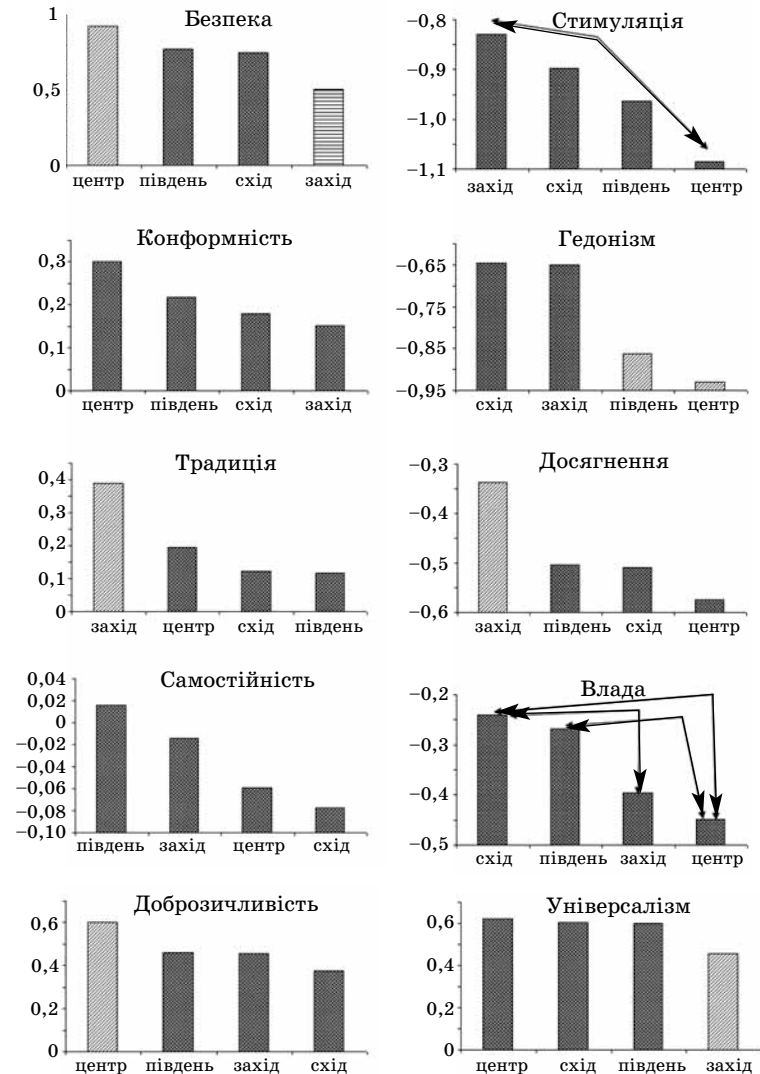 Безпека
1
0,5
0
центр південь схід захід
Стимуляція
−0,8
−0,9
−1,0
−1,1
захід схід південь центр
Конформність
0,3
0,2
0,1
0
центр південь схід захід
Гедонізм
−0,65
−0,75
−0,85
−0,95
схід захід південь центр
Традиція
0,4
0,3
0,2
0,1
0
захід центр схід південь
Досягнення
−0,3
−0,4
−0,5
−0,6
захід південь схід центр
Самостійність
0,04
0,02
0
−0,02
−0,04
−0,06
−0,08
−0,10
південь захід центр схід
Влада
−0,2
−0,3
−0,4
−0,5
схід південь захід центр
Доброзичливість
0,6
0,4
0,2
0
центр південь захід схід
Універсалізм
0,6
0,4
0,2
0
центр схід південь захід